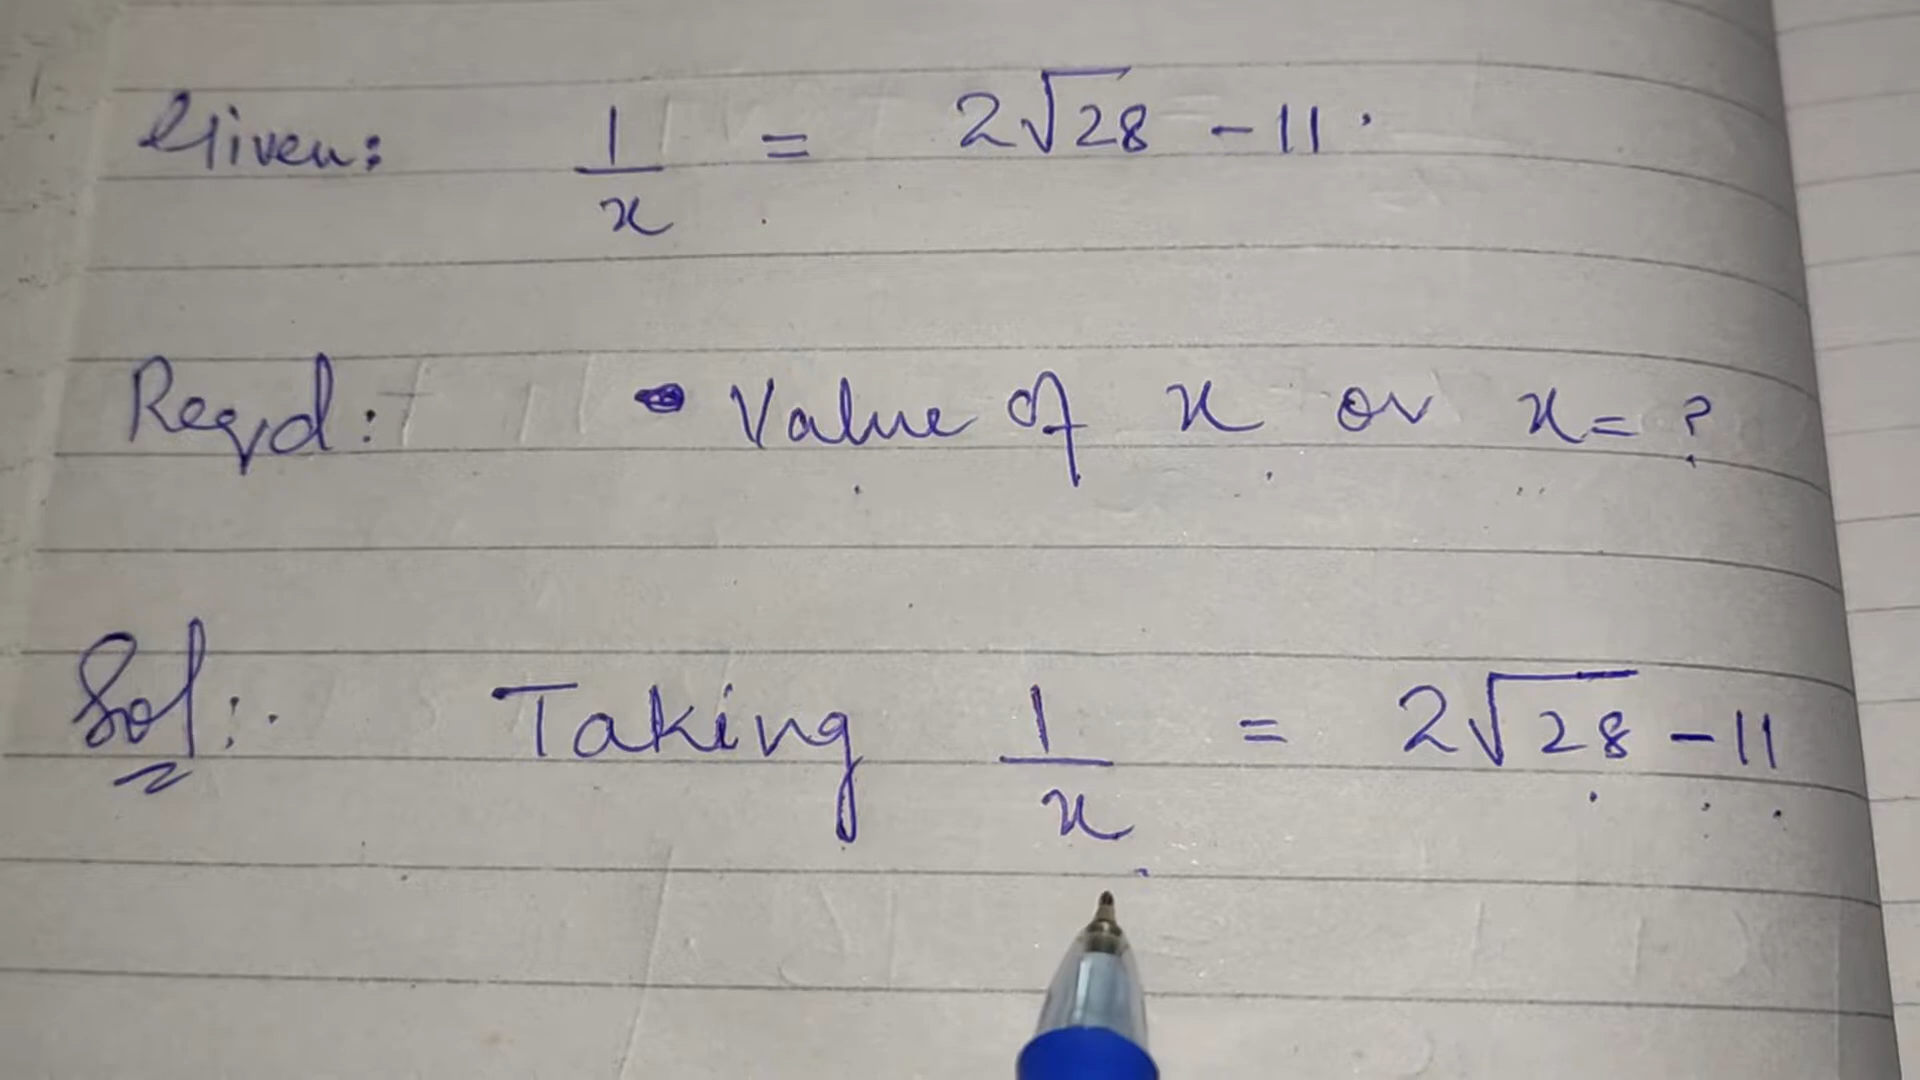 Given: 1/x = 2√28 - 11.
Reqd: Value of x or x = ?
Sol: Taking 1/x = 2√28 - 11